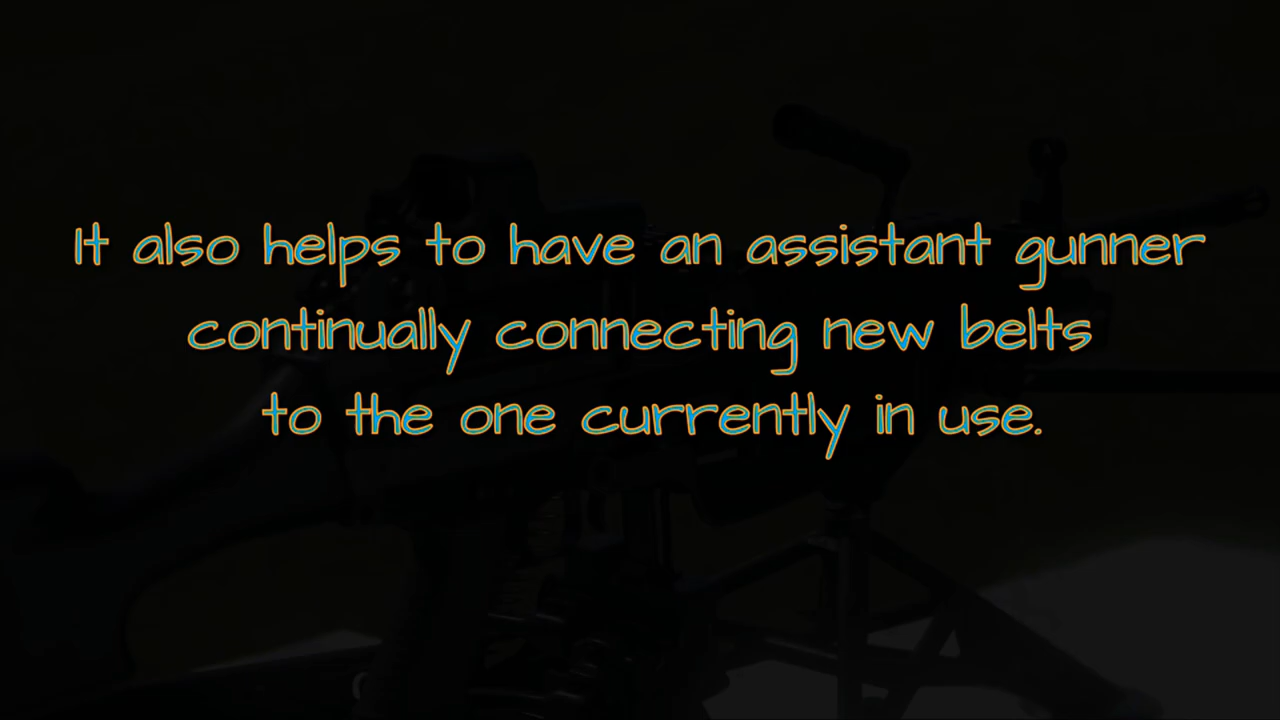 It also helps to have an assistant gunner
continually connecting new belts
to the one currently in use.